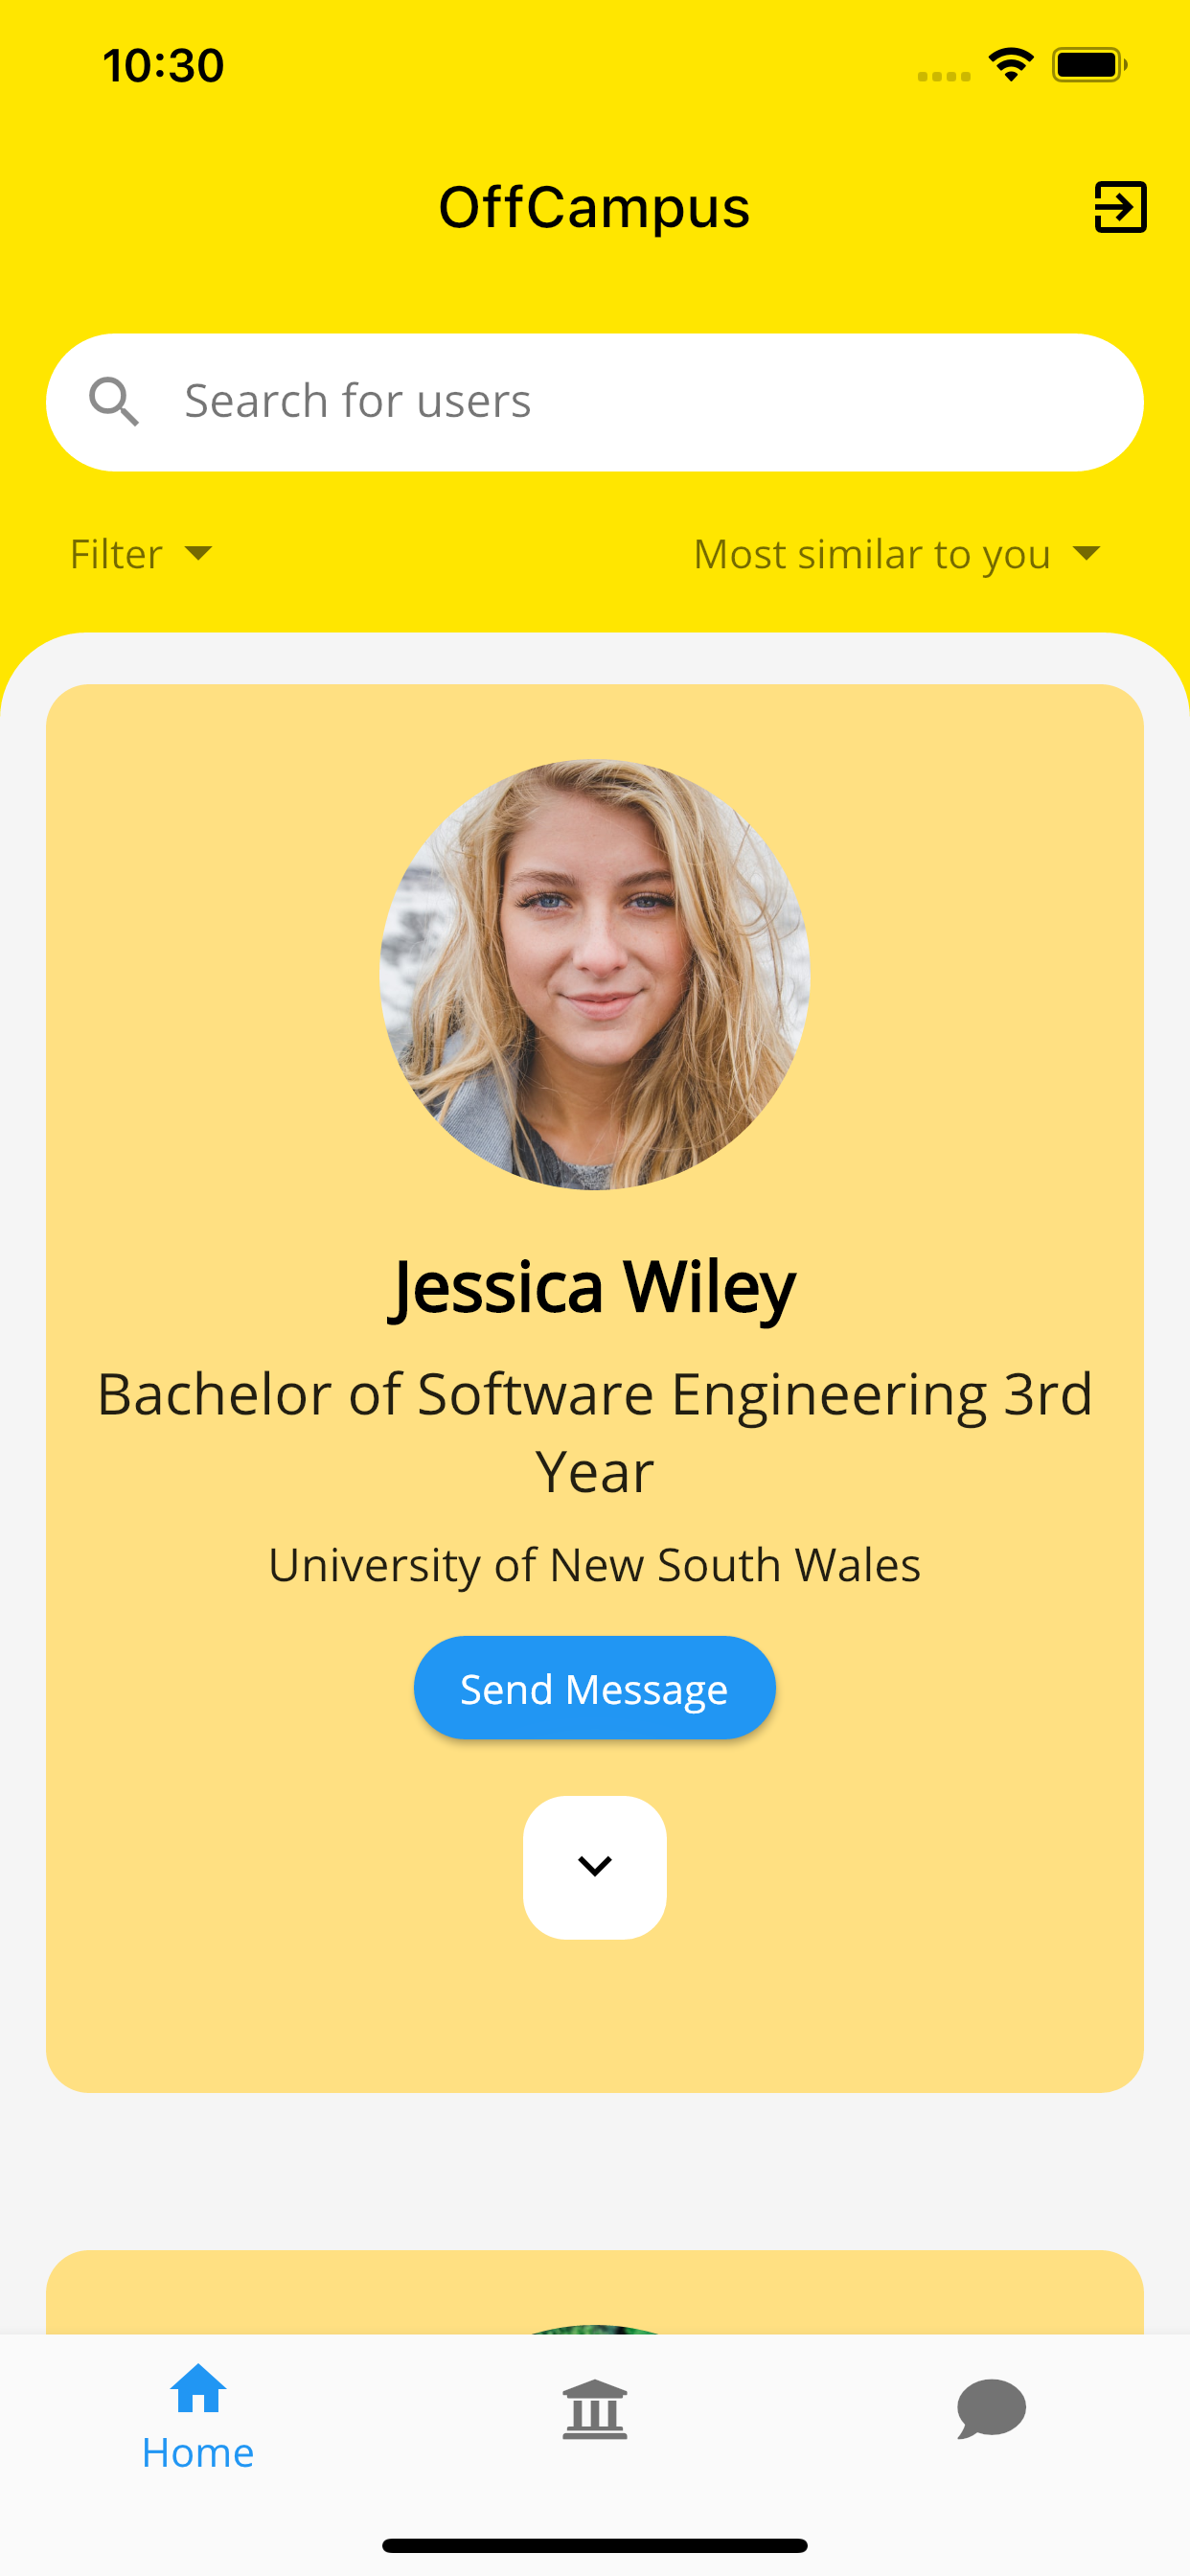 10:30
OffCampus
Search for users
Filter
Most similar to you
Jessica Wiley
Bachelor of Software Engineering 3rd
Year
University of New South Wales
Send Message
Home